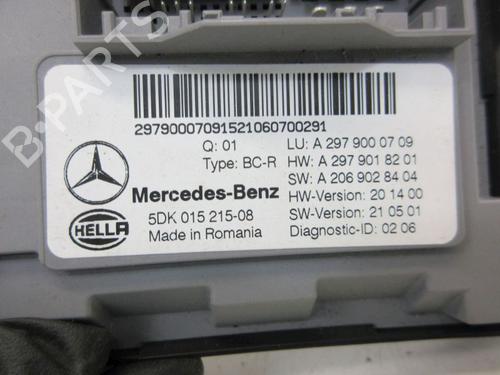 B-PARTS
29790007091521060700291
Q: 01
Type: BC-R
LU: A 297 900 07 09
HW: A 297 901 82 01
SW: A 206 902 84 04
HW-Version: 20 14 00
SW-Version: 21 05 01
Diagnostic-ID: 02 06
Mercedes-Benz
5DK 015 215-08
Made in Romania
HELLA